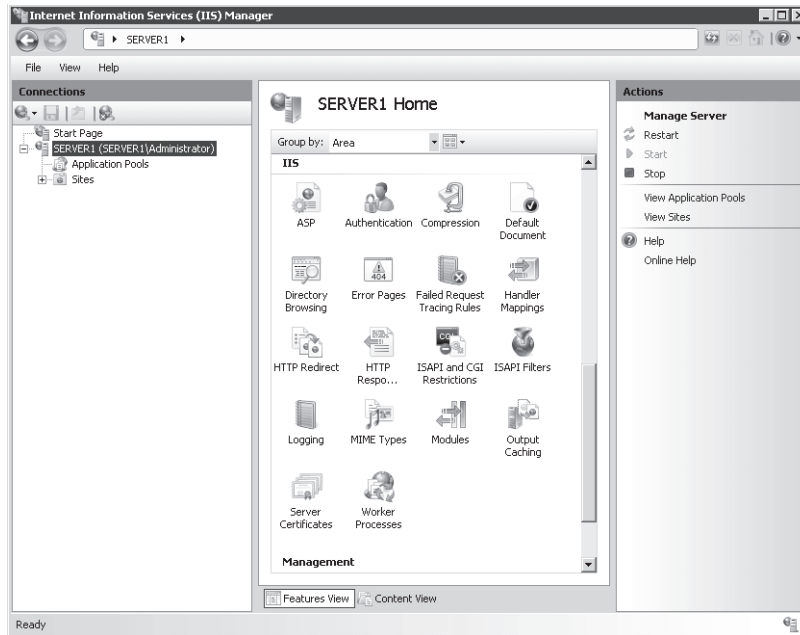 Internet Information Services (IIS) Manager
SERVER1
File View Help
Connections
Start Page
SERVER1 (SERVER1\Administrator)
Application Pools
Sites
SERVER1 Home
Group by: Area
IIS
ASP
Authentication
Compression
Default
Document
Directory
Browsing
Error Pages
Failed Request
Tracing Rules
Handler
Mappings
HTTP Redirect
HTTP
Respo...
ISAPI and CGI
Restrictions
ISAPI Filters
Logging
MIME Types
Modules
Output
Caching
Server
Certificates
Worker
Processes
Management
Features View Content View
Actions
Manage Server
Restart
Start
Stop
View Application Pools
View Sites
Help
Online Help
Ready